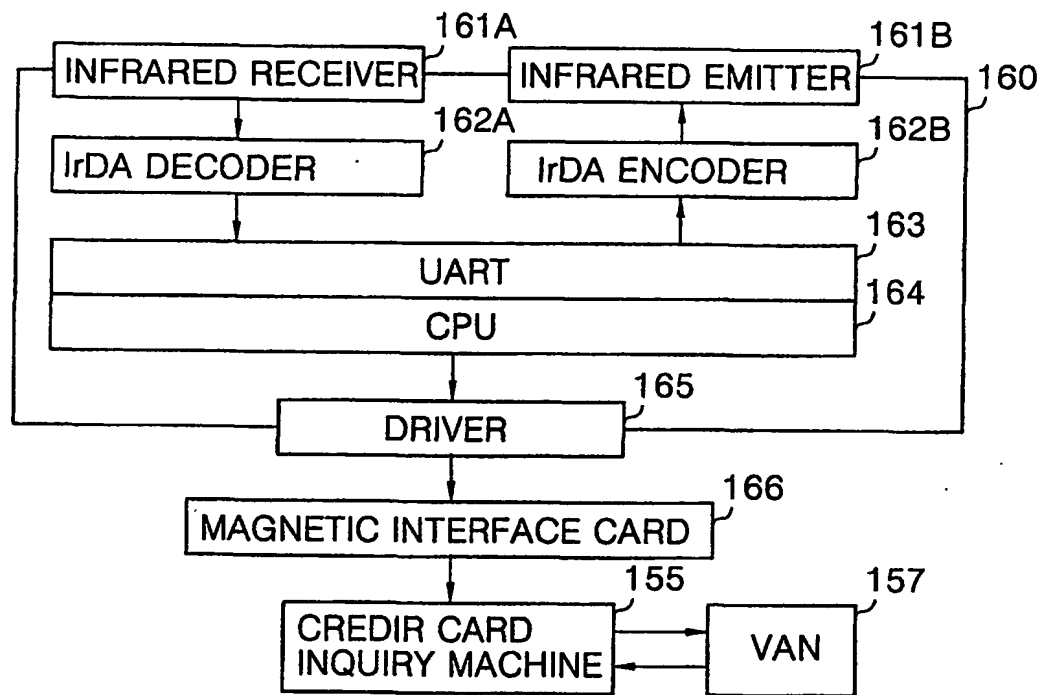 161A
161B
INFRARED RECEIVER
INFRARED EMITTER
160
162A
162B
IrDA DECODER
IrDA ENCODER
163
UART
164
CPU
165
DRIVER
166
MAGNETIC INTERFACE CARD
155
157
CREDIR CARD
INQUIRY MACHINE
VAN